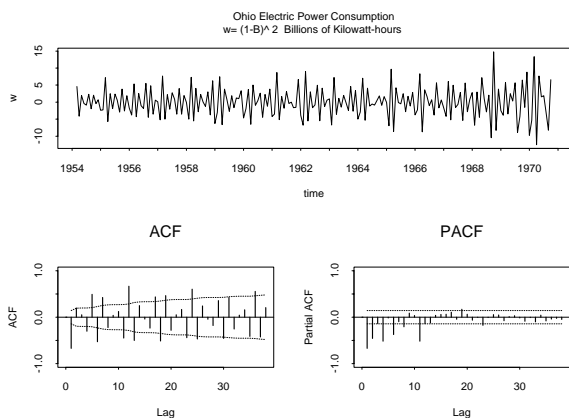 Ohio Electric Power Consumption
w= (1-B)^ 2 Billions of Kilowatt-hours
w
15
5
0
-10
1954 1956 1958 1960 1962 1964 1966 1968 1970
time
ACF
ACF
1.0
0.0
-1.0
0 10 20 30
Lag
PACF
Partial ACF
1.0
0.0
-1.0
0 10 20 30
Lag